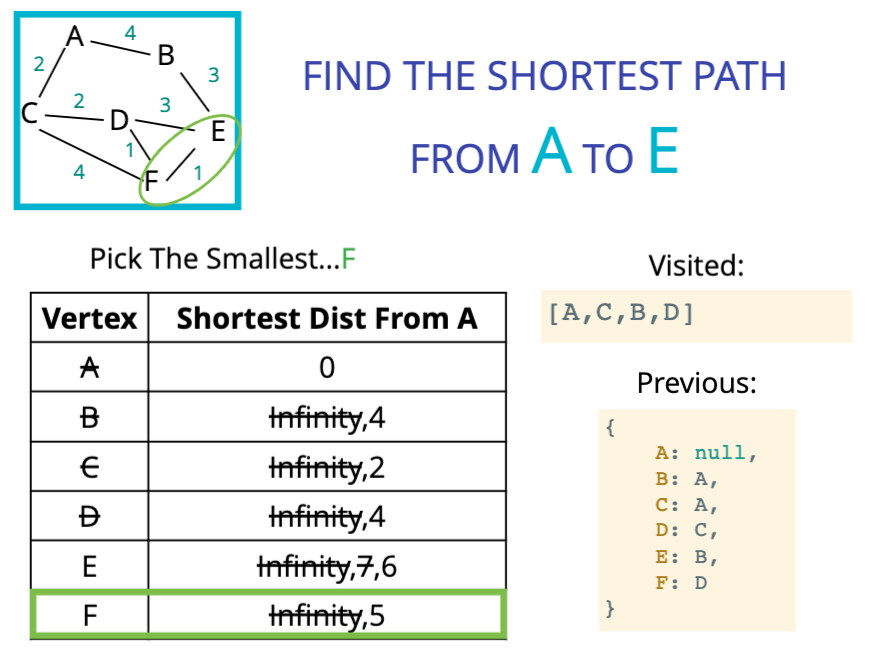 A 4 B
2 3
C 2 D 3 E
1
4 F 1
FIND THE SHORTEST PATH
FROM A TO E
Pick The Smallest...F
Visited:
[A,C,B,D]
Vertex Shortest Dist From A
A 0
B Infinity,4
C Infinity,2
D Infinity,4
E Infinity,7,6
F Infinity,5
Previous:
{
A: null,
B: A,
C: A,
D: C,
E: B,
F: D
}